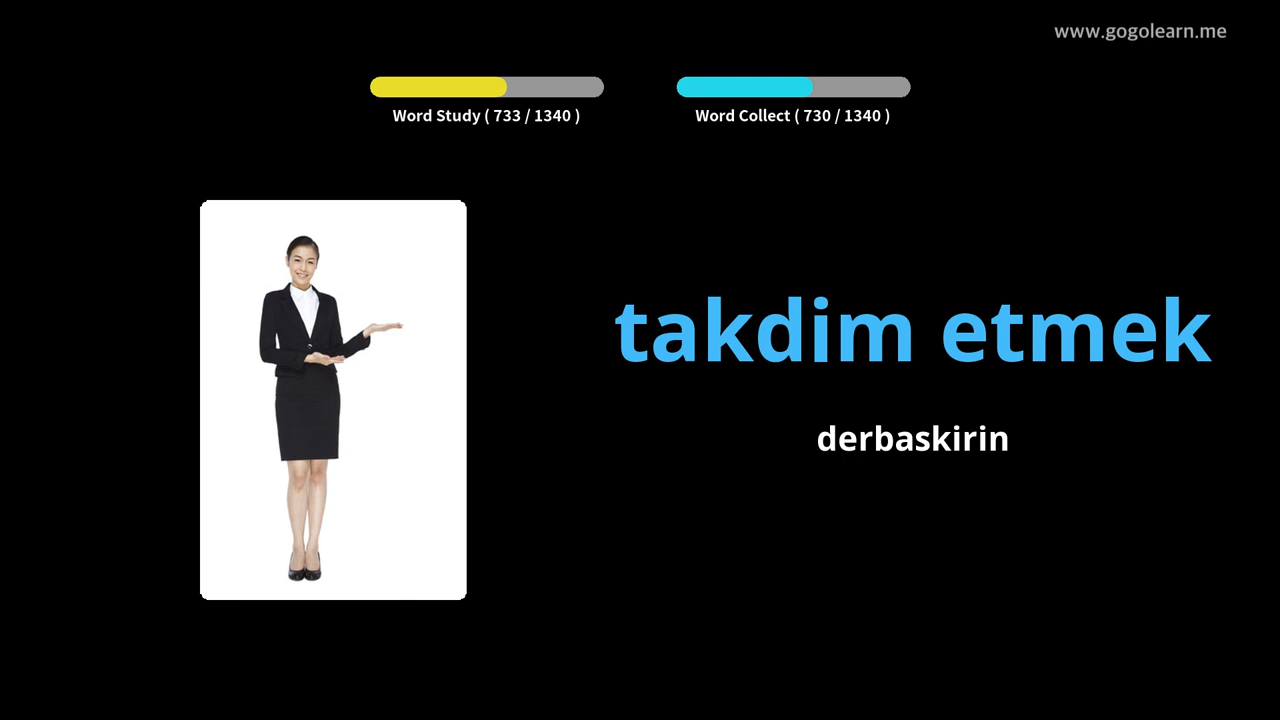 www.gogolearn.me
Word Study ( 733 / 1340 )
Word Collect ( 730 / 1340 )
takdim etmek
derbaskirin